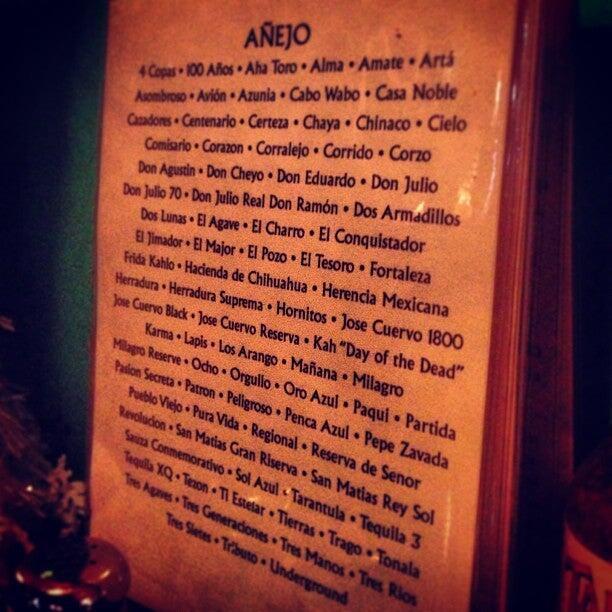 AÑEJO
4 Copas • 100 Años • Aha Toro • Alma • Amate • Artá
Asombroso • Avión • Azunia • Cabo Wabo • Casa Noble
Cazadores • Centenario • Certeza • Chaya • Chinaco • Cielo
Comisario • Corazon • Corralejo • Corrido • Corzo
Don Agustin • Don Cheyo • Don Eduardo • Don Julio
Don Julio 70 • Don Julio Real Don Ramón • Dos Armadillos
Dos Lunas • El Agave • El Charro • El Conquistador
El Jimador • El Major • El Pozo • El Tesoro • Fortaleza
Frida Kahlo • Hacienda de Chihuahua • Herencia Mexicana
Herradura • Herradura Suprema • Hornitos • Jose Cuervo 1800
Jose Cuervo Black • Jose Cuervo Reserva • Kah "Day of the Dead"
Karma • Lapis • Los Arango • Mañana • Milagro
Milagro Reserve • Ocho • Orgullo • Oro Azul • Paqui • Partida
Pasion Secreta • Patron • Peligroso • Penca Azul • Pepe Zavada
Pueblo Viejo • Pura Vida • Regional • Reserva de Senor
Revolucion • San Matias Gran Riserva • San Matias Rey Sol
Sauza Conmemorativo • Sol Azul • Tarantula • Tequila 3
Tequila XQ • Tezon • TI Estelar • Tierras • Trago • Tonala
Tres Agaves • Tres Generaciones • Tres Manos • Tres Rios
Tres Sietes • Tributo • Underground